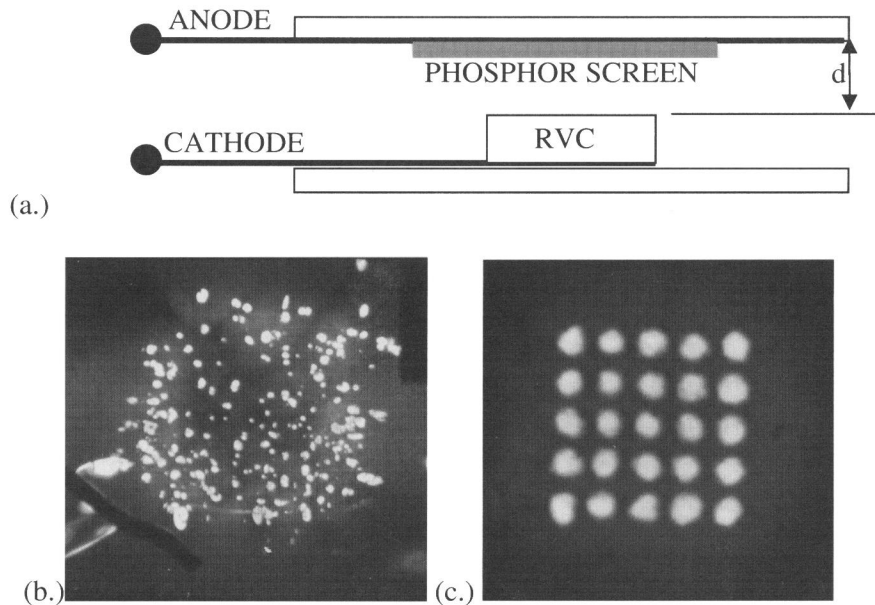 ANODE
PHOSPHOR SCREEN
d
CATHODE
RVC
(a.)
(b.)
(c.)